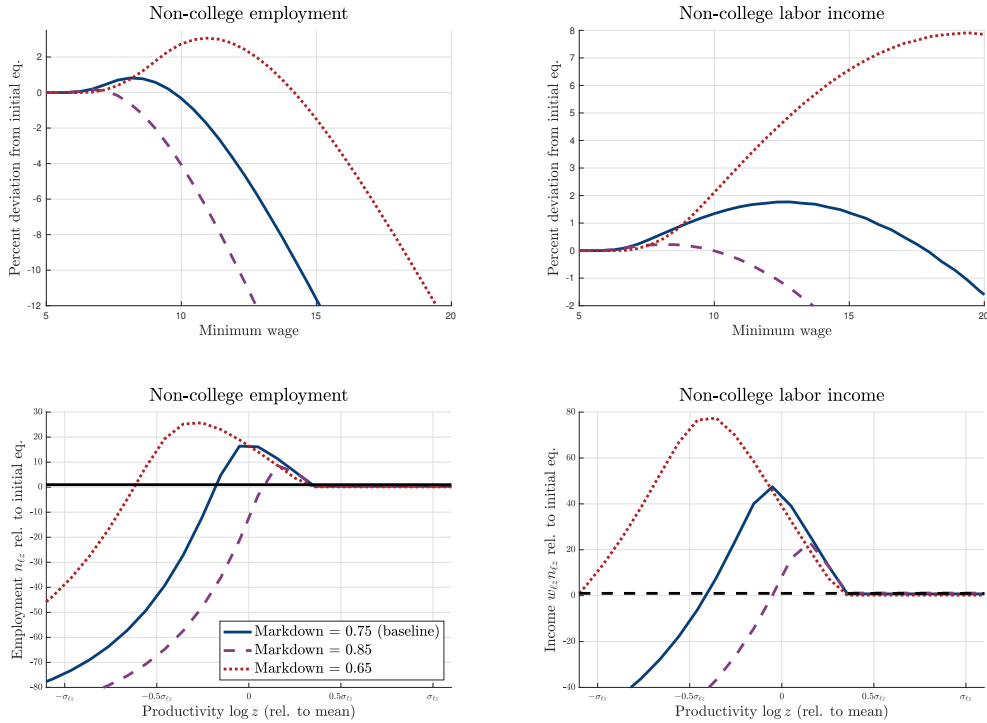 Non-college employment
Percent deviation from initial eq.
2
0
-2
-4
-6
-8
-10
-12
5
10
15
20
Minimum wage
Non-college labor income
Percent deviation from initial eq.
8
7
6
5
4
3
2
1
0
-1
-2
5
10
15
20
Minimum wage
Non-college employment
Employment n_{ℓz} rel. to initial eq.
30
20
10
0
-10
-20
-30
-40
-50
-60
-70
-80
Markdown = 0.75 (baseline)
Markdown = 0.85
Markdown = 0.65
−σ_{ℓz}
−0.5σ_{ℓz}
0
0.5σ_{ℓz}
σ_{ℓz}
Productivity log z (rel. to mean)
Non-college labor income
Income w_{ℓz}n_{ℓz} rel. to initial eq.
80
60
40
20
0
-20
-40
−σ_{ℓz}
−0.5σ_{ℓz}
0
0.5σ_{ℓz}
σ_{ℓz}
Productivity log z (rel. to mean)